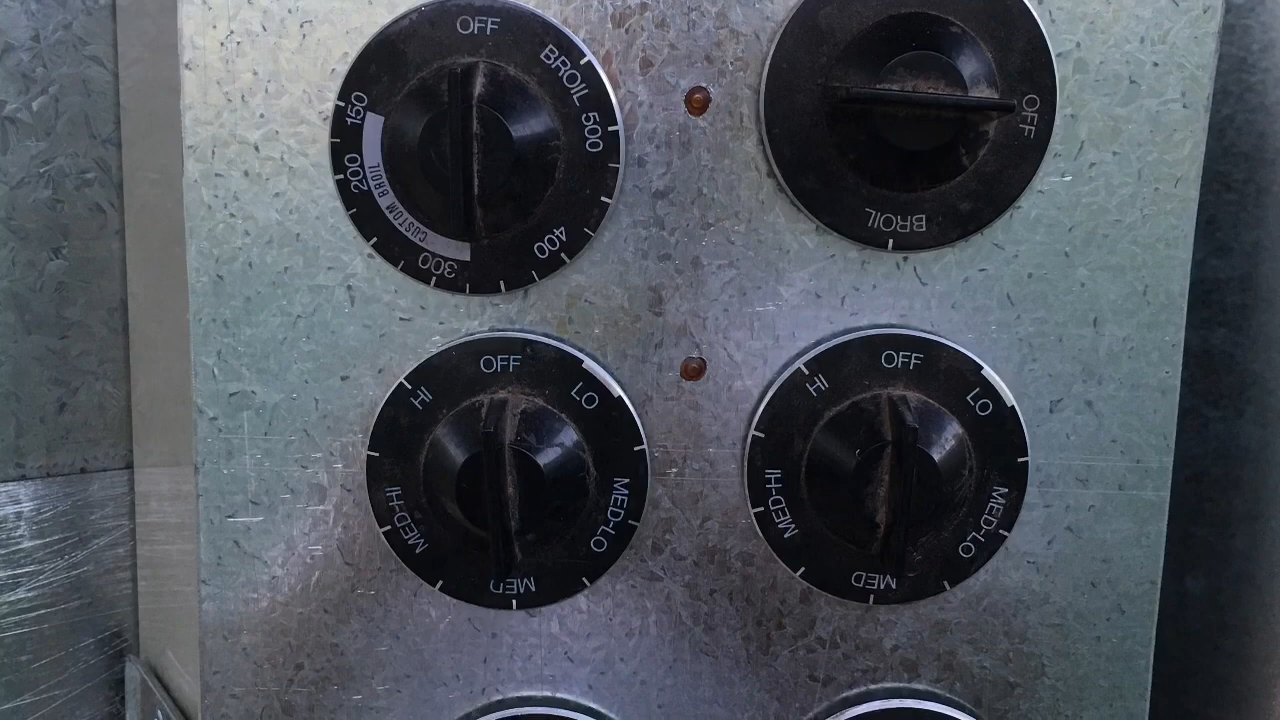 OFF
BROIL
500
400
300
200
150
CUSTOM BROIL
OFF
BROIL
OFF
LO
MED-LO
MED
MED-HI
HI
OFF
LO
MED-LO
MED
MED-HI
HI